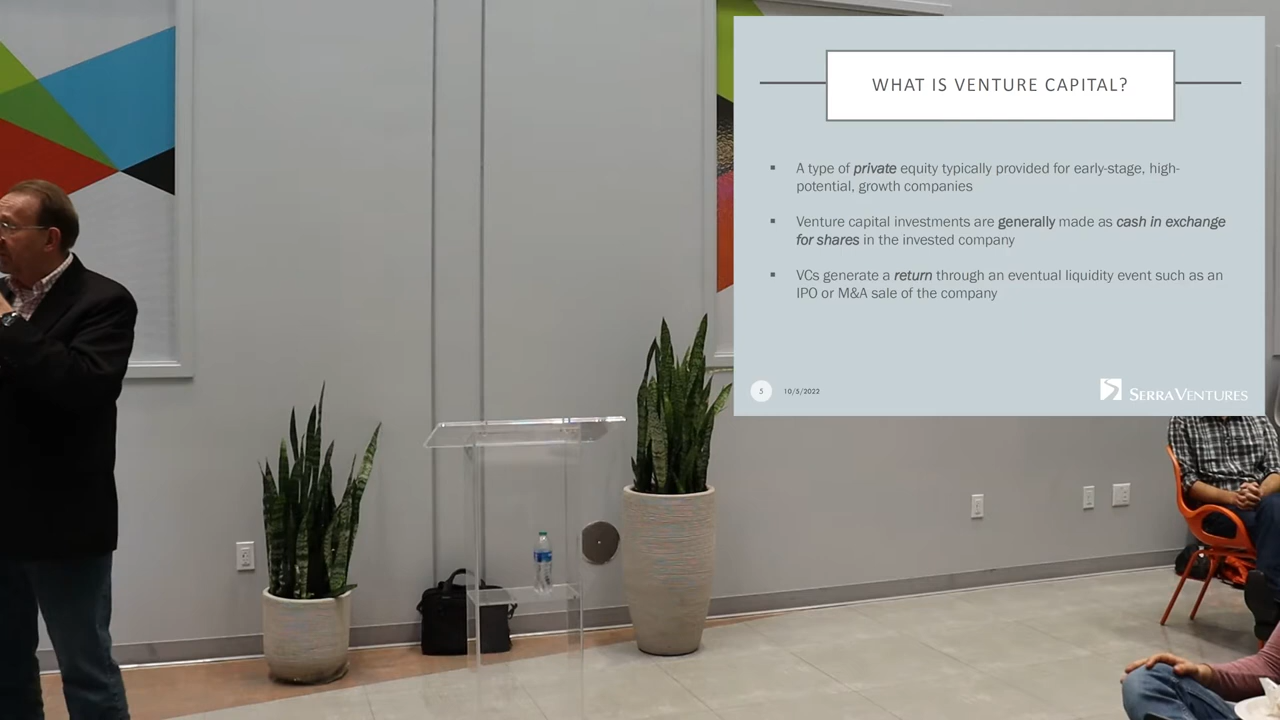 WHAT IS VENTURE CAPITAL?
▪ A type of private equity typically provided for early-stage, high-
potential, growth companies
▪ Venture capital investments are generally made as cash in exchange
for shares in the invested company
▪ VCs generate a return through an eventual liquidity event such as an
IPO or M&A sale of the company
5 10/5/2022
SERRAVENTURES